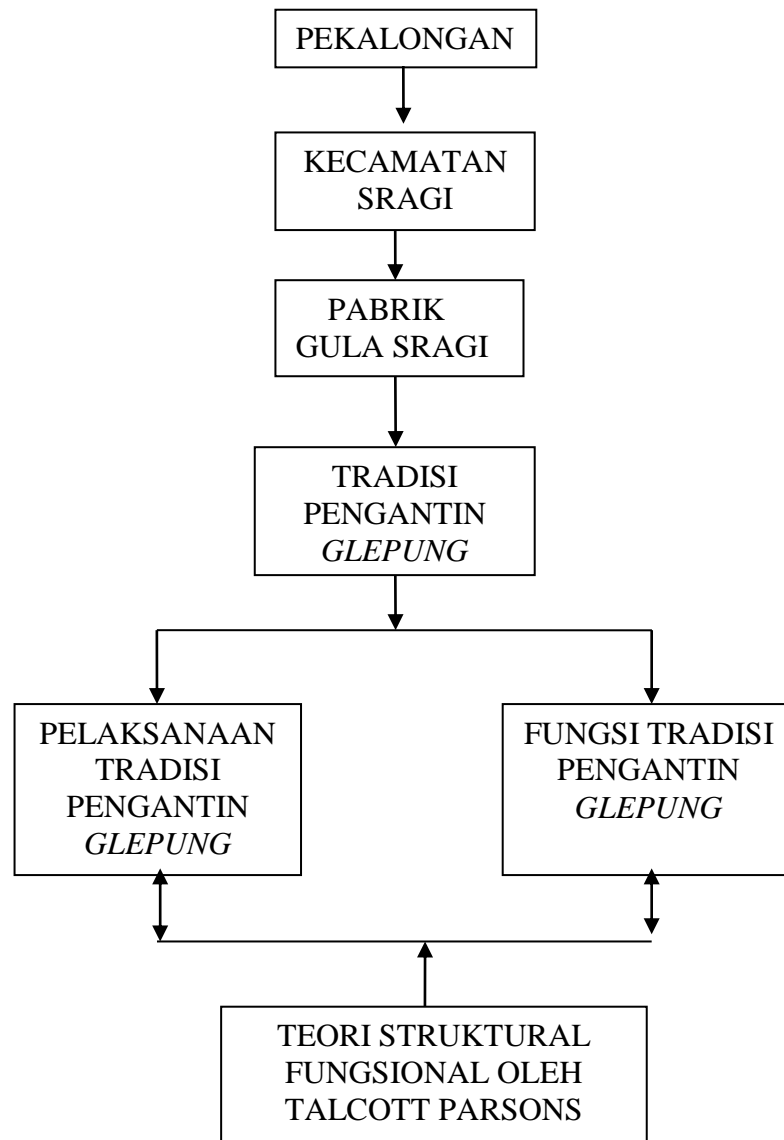 PEKALONGAN
KECAMATAN
SRAGI
PABRIK
GULA SRAGI
TRADISI
PENGANTIN
GLEPUNG
PELAKSANAAN
TRADISI
PENGANTIN
GLEPUNG
FUNGSI TRADISI
PENGANTIN
GLEPUNG
TEORI STRUKTURAL
FUNGSIONAL OLEH
TALCOTT PARSONS